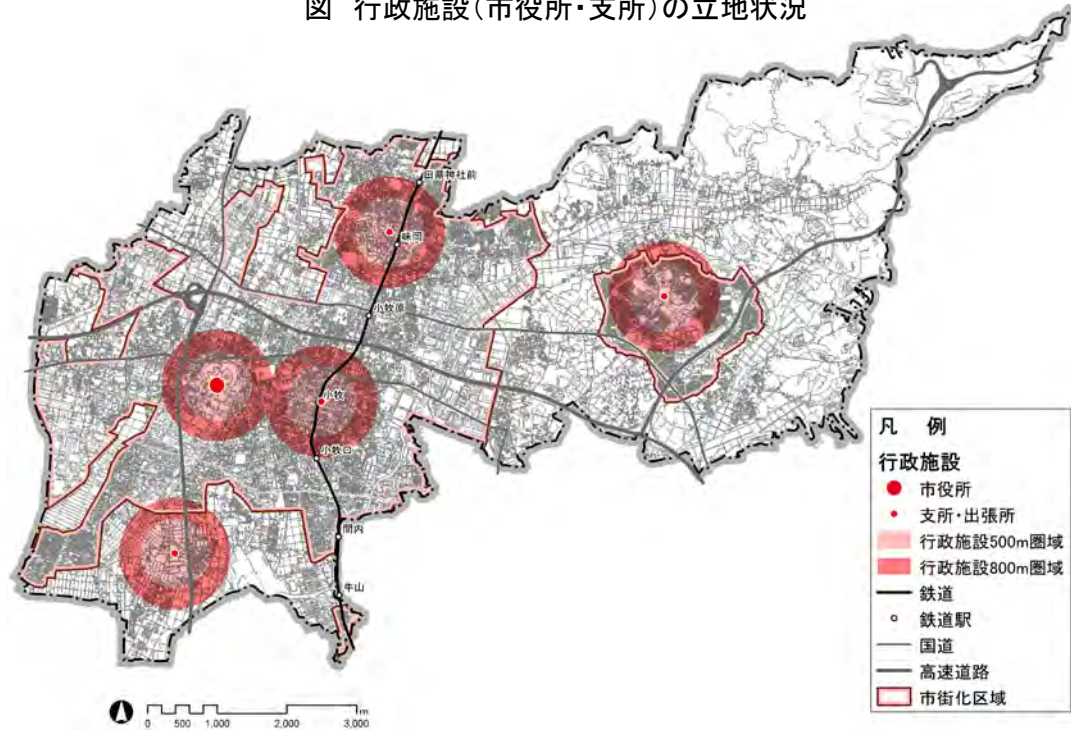 図 行政施設(市役所・支所)の立地状況
田県神社前
味岡
小牧原
小牧
小牧口
間内
牛山
凡 例
行政施設
市役所
支所・出張所
行政施設500m圏域
行政施設800m圏域
鉄道
鉄道駅
国道
高速道路
市街化区域
0 500 1,000 2,000 3,000 m